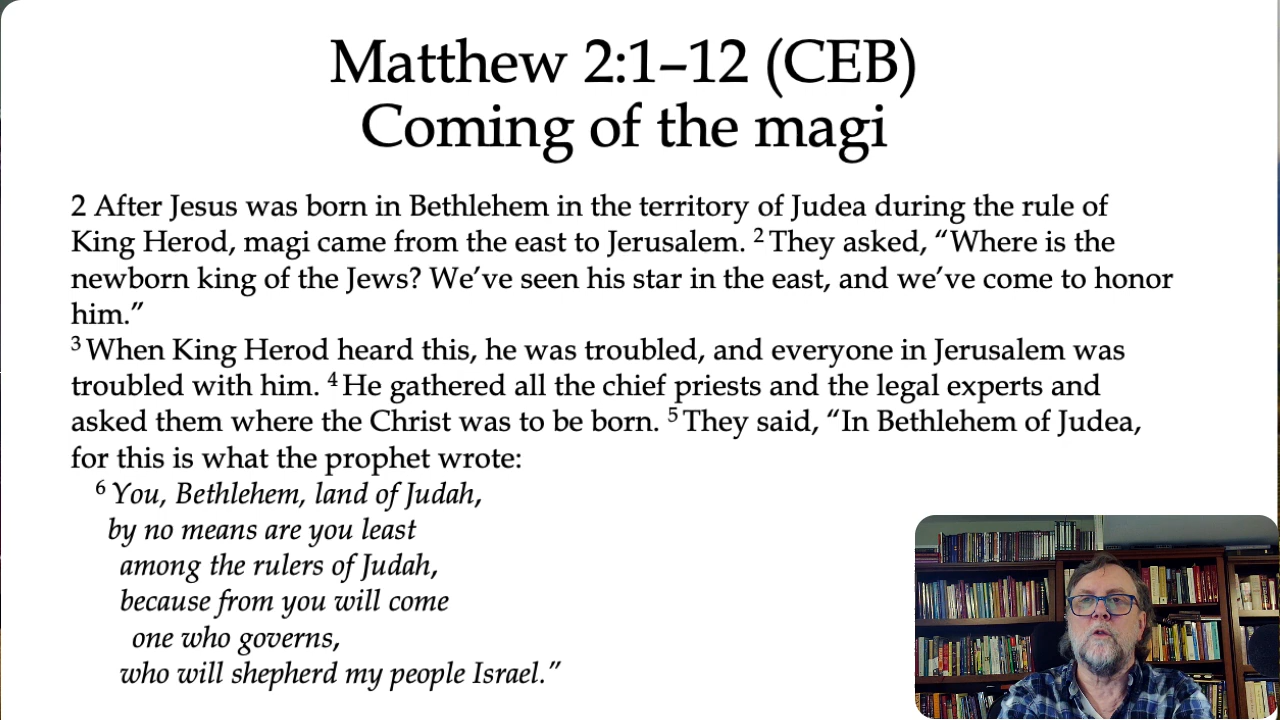 Matthew 2:1–12 (CEB)
Coming of the magi
2 After Jesus was born in Bethlehem in the territory of Judea during the rule of
King Herod, magi came from the east to Jerusalem. ² They asked, “Where is the
newborn king of the Jews? We’ve seen his star in the east, and we’ve come to honor
him.”
³ When King Herod heard this, he was troubled, and everyone in Jerusalem was
troubled with him. ⁴ He gathered all the chief priests and the legal experts and
asked them where the Christ was to be born. ⁵ They said, “In Bethlehem of Judea,
for this is what the prophet wrote:
⁶ You, Bethlehem, land of Judah,
by no means are you least
among the rulers of Judah,
because from you will come
one who governs,
who will shepherd my people Israel.”